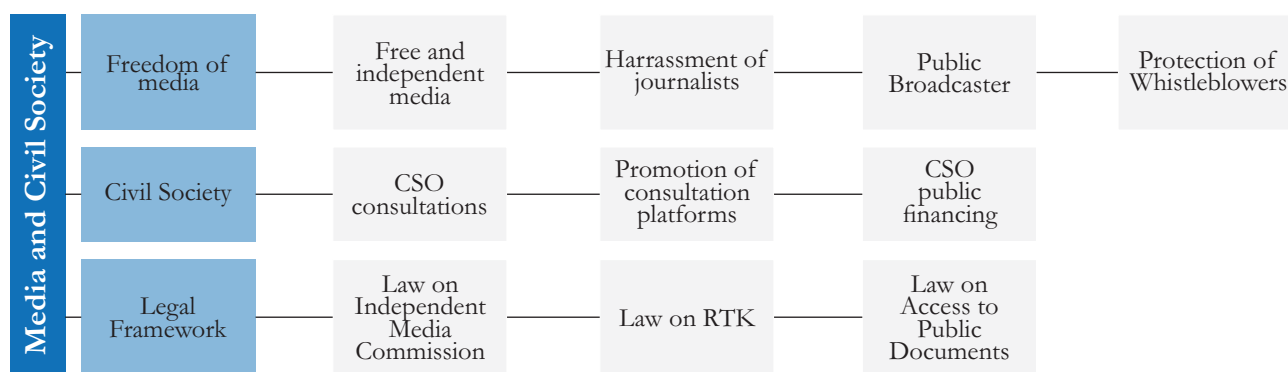 Media and Civil Society
Freedom of
media
Free and
independent
media
Harrassment of
journalists
Public
Broadcaster
Protection of
Whistleblowers
Civil Society
CSO
consultations
Promotion of
consultation
platforms
CSO
public
financing
Legal
Framework
Law on
Independent
Media
Commission
Law on RTK
Law on
Access to
Public
Documents